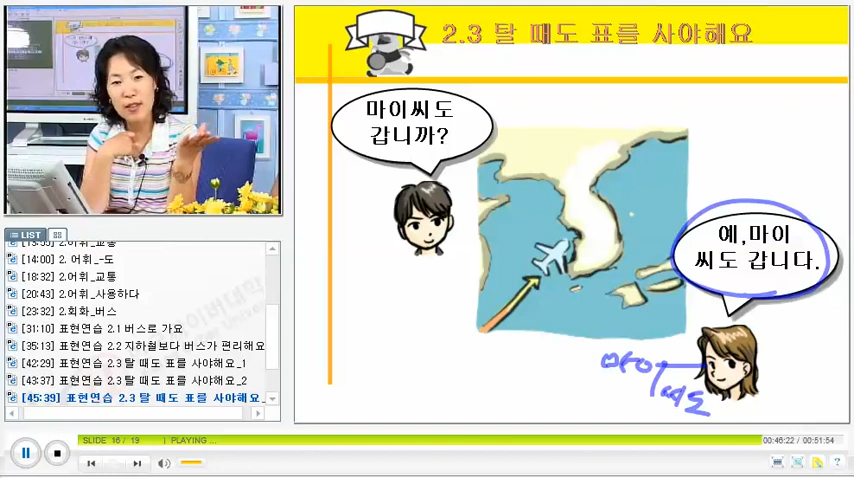 2.3 탈 때도 표를 사야해요
마이씨도
갑니까?
예,마이
씨도 갑니다.
마이씨도
LIST
2.어휘_교통
[14:00] 2. 어휘_-도
[18:32] 2.어휘_교통
[20:43] 2.어휘_사용하다
[23:32] 2.회화_버스
[31:10] 표현연습 2.1 버스로 가요
[35:13] 표현연습 2.2 지하철보다 버스가 편리해요
[42:29] 표현연습 2.3 탈 때도 표를 사야해요_1
[43:37] 표현연습 2.3 탈 때도 표를 사야해요_2
[45:39] 표현연습 2.3 탈 때도 표를 사야해요_
SLIDE 16 / 19 | PLAYING ...
00:46:22 / 00:51:54